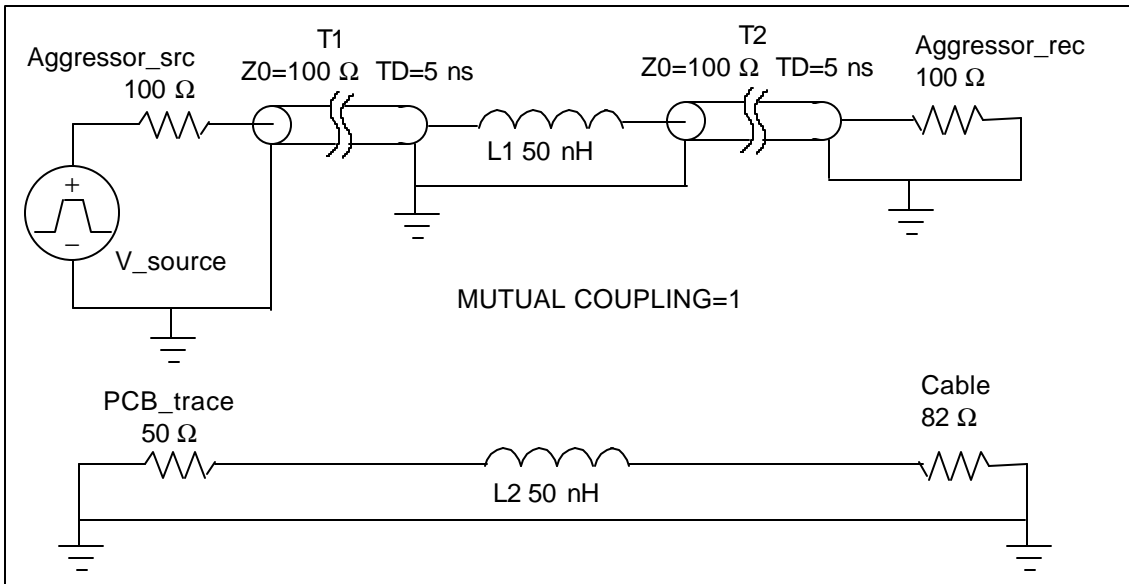 T1
T2
Aggressor_src
100 Ω
Z0=100 Ω TD=5 ns
Z0=100 Ω TD=5 ns
Aggressor_rec
100 Ω
L1 50 nH
+
−
V_source
MUTUAL COUPLING=1
PCB_trace
50 Ω
Cable
82 Ω
L2 50 nH